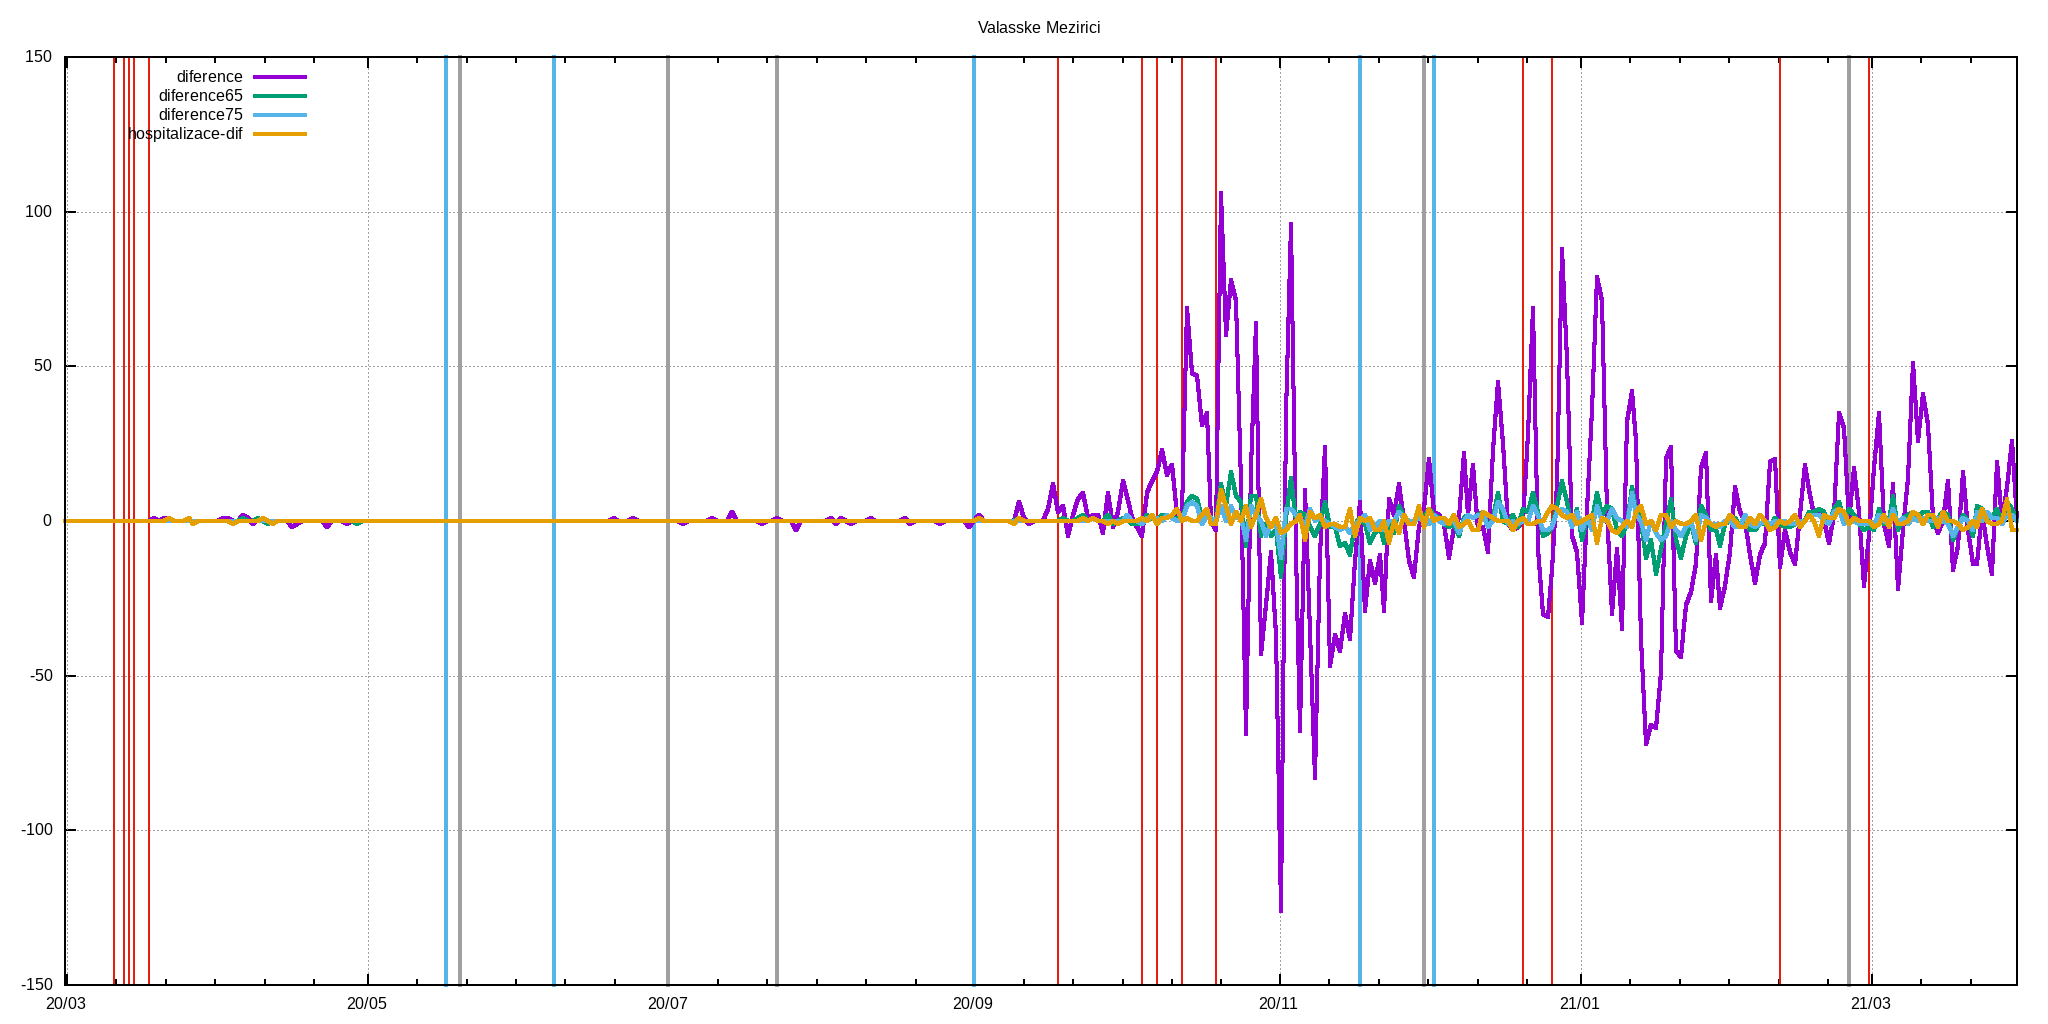 Valasske Mezirici
150
diference
diference65
diference75
hospitalizace-dif
100
50
0
-50
-100
-150
20/03 20/05 20/07 20/09 20/11 21/01 21/03